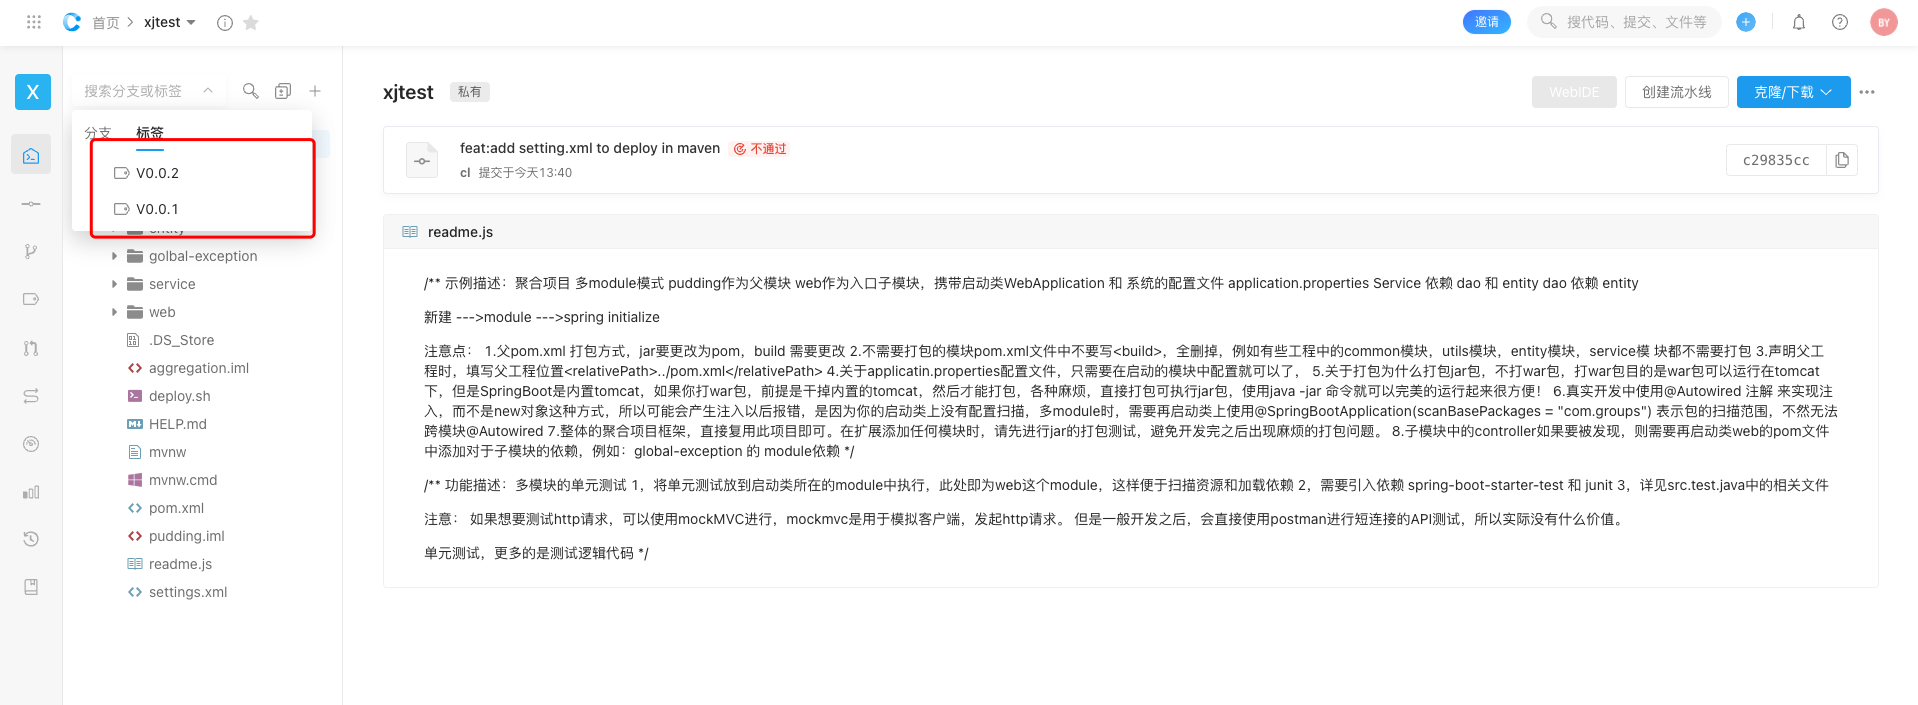 首页 > xjtest
邀请
搜代码、提交、文件等
BY
X
搜索分支或标签
分支 标签
V0.0.2
V0.0.1
entity
golbal-exception
service
web
.DS_Store
aggregation.iml
deploy.sh
HELP.md
mvnw
mvnw.cmd
pom.xml
pudding.iml
readme.js
settings.xml
xjtest 私有
WebIDE 创建流水线 克隆/下载
feat:add setting.xml to deploy in maven 不通过
cl 提交于今天13:40
c29835cc
readme.js
/** 示例描述：聚合项目 多module模式 pudding作为父模块 web作为入口子模块，携带启动类WebApplication 和 系统的配置文件 application.properties Service 依赖 dao 和 entity dao 依赖 entity
新建 --->module --->spring initialize
注意点： 1.父pom.xml 打包方式，jar要更改为pom，build 需要更改 2.不需要打包的模块pom.xml文件中不要写<build>，全删掉，例如有些工程中的common模块，utils模块，entity模块，service模 块都不需要打包 3.声明父工
程时，填写父工程位置<relativePath>../pom.xml</relativePath> 4.关于applicatin.properties配置文件，只需要在启动的模块中配置就可以了， 5.关于打包为什么打包jar包，不打war包，打war包目的是war包可以运行在tomcat
下，但是SpringBoot是内置tomcat，如果你打war包，前提是干掉内置的tomcat，然后才能打包，各种麻烦，直接打包可执行jar包，使用java -jar 命令就可以完美的运行起来很方便！ 6.真实开发中使用@Autowired 注解 来实现注
入，而不是new对象这种方式，所以可能会产生注入以后报错，是因为你的启动类上没有配置扫描，多module时，需要再启动类上使用@SpringBootApplication(scanBasePackages = "com.groups") 表示包的扫描范围，不然无法
跨模块@Autowired 7.整体的聚合项目框架，直接复用此项目即可。在扩展添加任何模块时，请先进行jar的打包测试，避免开发完之后出现麻烦的打包问题。 8.子模块中的controller如果要被发现，则需要再启动类web的pom文件
中添加对于子模块的依赖，例如：global-exception 的 module依赖 */
/** 功能描述：多模块的单元测试 1，将单元测试放到启动类所在的module中执行，此处即为web这个module，这样便于扫描资源和加载依赖 2，需要引入依赖 spring-boot-starter-test 和 junit 3，详见src.test.java中的相关文件
注意： 如果想要测试http请求，可以使用mockMVC进行，mockmvc是用于模拟客户端，发起http请求。 但是一般开发之后，会直接使用postman进行短连接的API测试，所以实际没有什么价值。
单元测试，更多的是测试逻辑代码 */